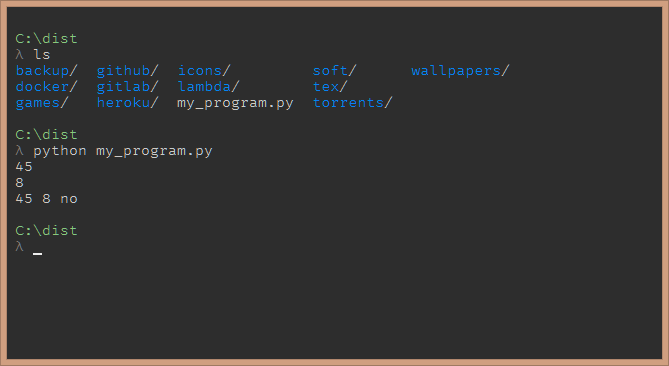 C:\dist
λ ls
backup/  github/  icons/         soft/      wallpapers/
docker/  gitlab/  lambda/        tex/
games/   heroku/  my_program.py  torrents/
C:\dist
λ python my_program.py
45
8
45 8 no
C:\dist
λ